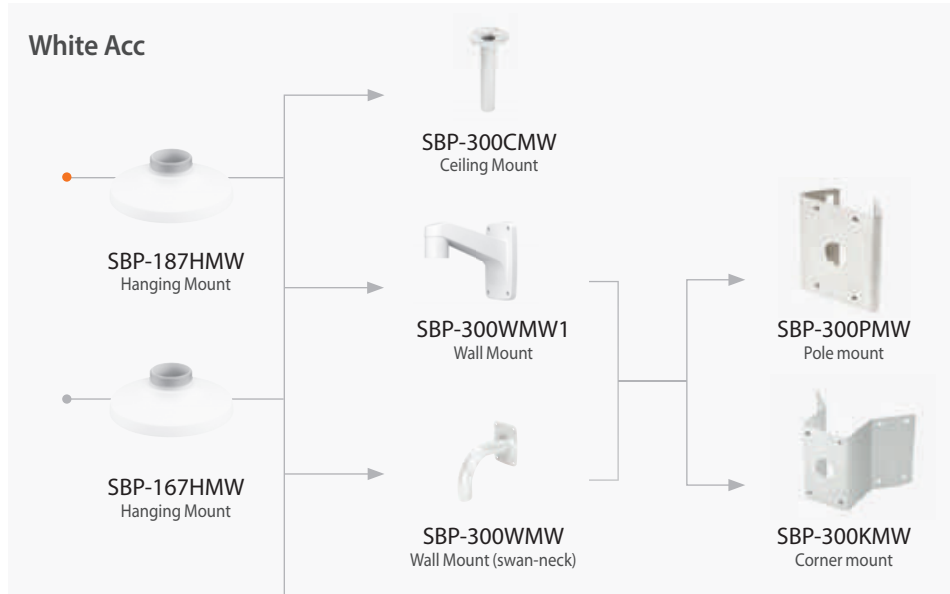 White Acc
SBP-300CMW
Ceiling Mount
SBP-187HMW
Hanging Mount
SBP-300WMW1
Wall Mount
SBP-300PMW
Pole mount
SBP-167HMW
Hanging Mount
SBP-300WMW
Wall Mount (swan-neck)
SBP-300KMW
Corner mount